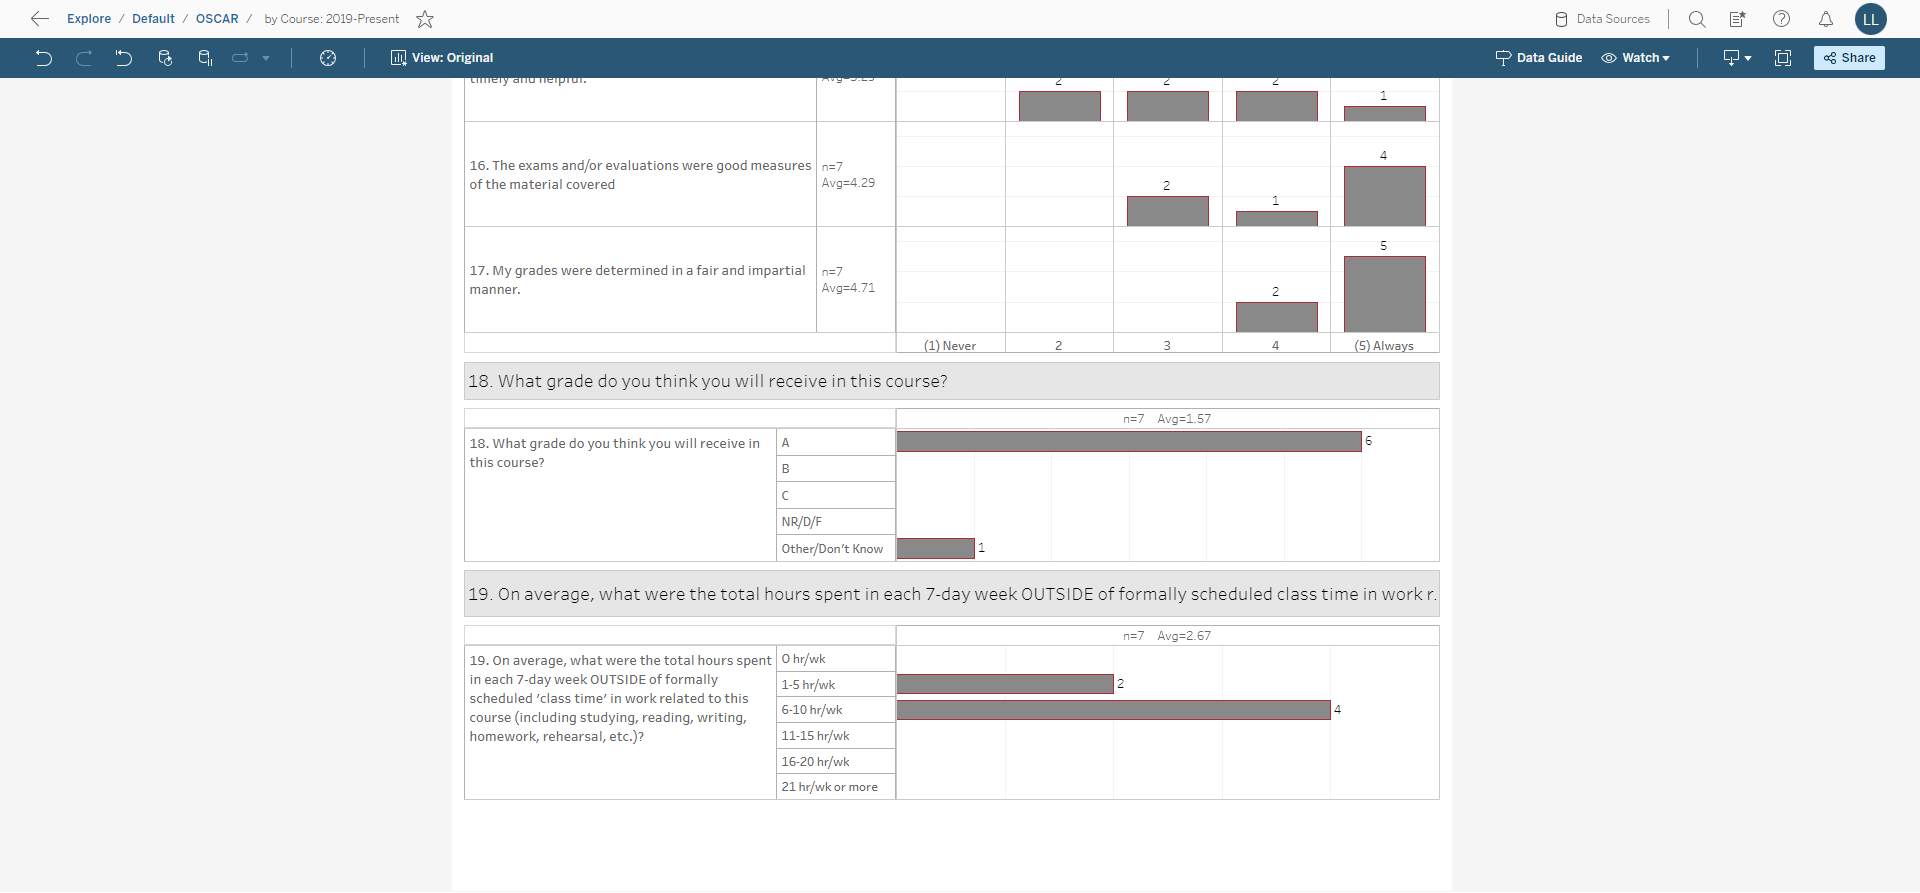 Explore / Default / OSCAR / by Course: 2019-Present
Data Sources
LL
View: Original
Data Guide
Watch
Share
timely and helpful.
Avg=3.29
2
2
2
1
16. The exams and/or evaluations were good measures
of the material covered
n=7
Avg=4.29
2
1
4
17. My grades were determined in a fair and impartial
manner.
n=7
Avg=4.71
2
5
(1) Never
2
3
4
(5) Always
18. What grade do you think you will receive in this course?
n=7 Avg=1.57
18. What grade do you think you will receive in
this course?
A
6
B
C
NR/D/F
Other/Don't Know
1
19. On average, what were the total hours spent in each 7-day week OUTSIDE of formally scheduled class time in work r.
n=7 Avg=2.67
19. On average, what were the total hours spent
in each 7-day week OUTSIDE of formally
scheduled ‘class time’ in work related to this
course (including studying, reading, writing,
homework, rehearsal, etc.)?
0 hr/wk
1-5 hr/wk
2
6-10 hr/wk
4
11-15 hr/wk
16-20 hr/wk
21 hr/wk or more